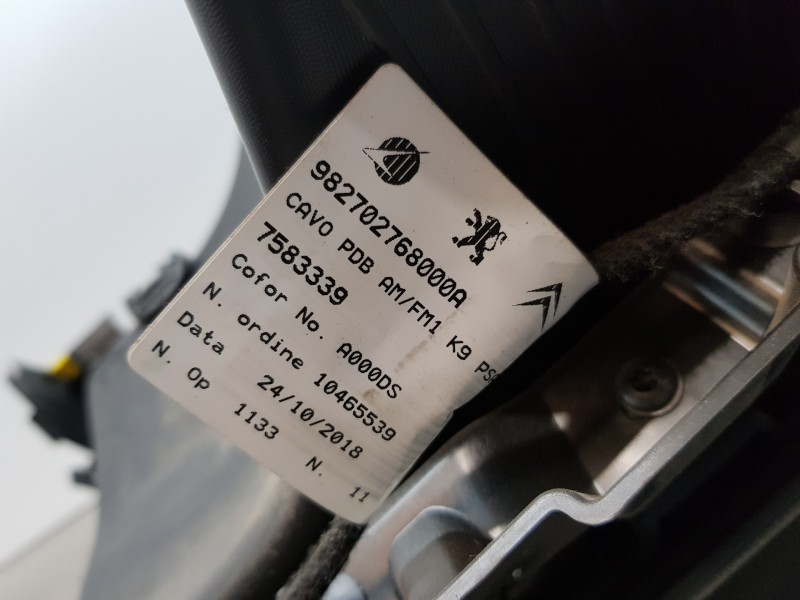 982702768000A
CAVO PDB AM/FM1 K9 PS
7583339
Cofor No. A000DS
N. ordine 10465539
Data 24/10/2018
N. Op 1133 N. 11